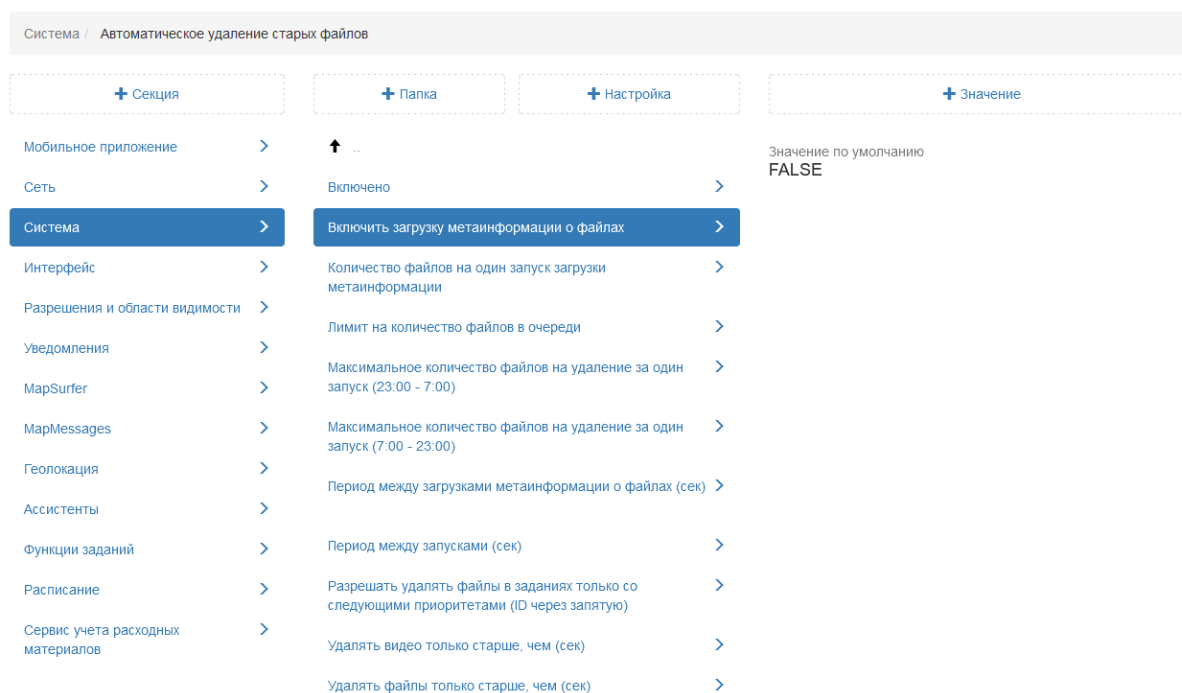 Система / Автоматическое удаление старых файлов
+ Секция
+ Папка
+ Настройка
+ Значение
Мобильное приложение
Сеть
Система
Интерфейс
Разрешения и области видимости
Уведомления
MapSurfer
MapMessages
Геолокация
Ассистенты
Функции заданий
Расписание
Сервис учета расходных
материалов
..
Включено
Включить загрузку метаинформации о файлах
Количество файлов на один запуск загрузки
метаинформации
Лимит на количество файлов в очереди
Максимальное количество файлов на удаление за один
запуск (23:00 - 7:00)
Максимальное количество файлов на удаление за один
запуск (7:00 - 23:00)
Период между загрузками метаинформации о файлах (сек)
Период между запусками (сек)
Разрешать удалять файлы в заданиях только со
следующими приоритетами (ID через запятую)
Удалять видео только старше, чем (сек)
Удалять файлы только старше, чем (сек)
Значение по умолчанию
FALSE